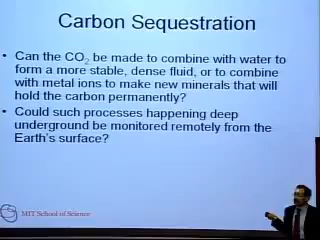 Carbon Sequestration
• Can the CO₂ be made to combine with water to
form a more stable, dense fluid, or to combine
with metal ions to make new minerals that will
hold the carbon permanently?
• Could such processes happening deep
underground be monitored remotely from the
Earth's surface?
MIT School of Science